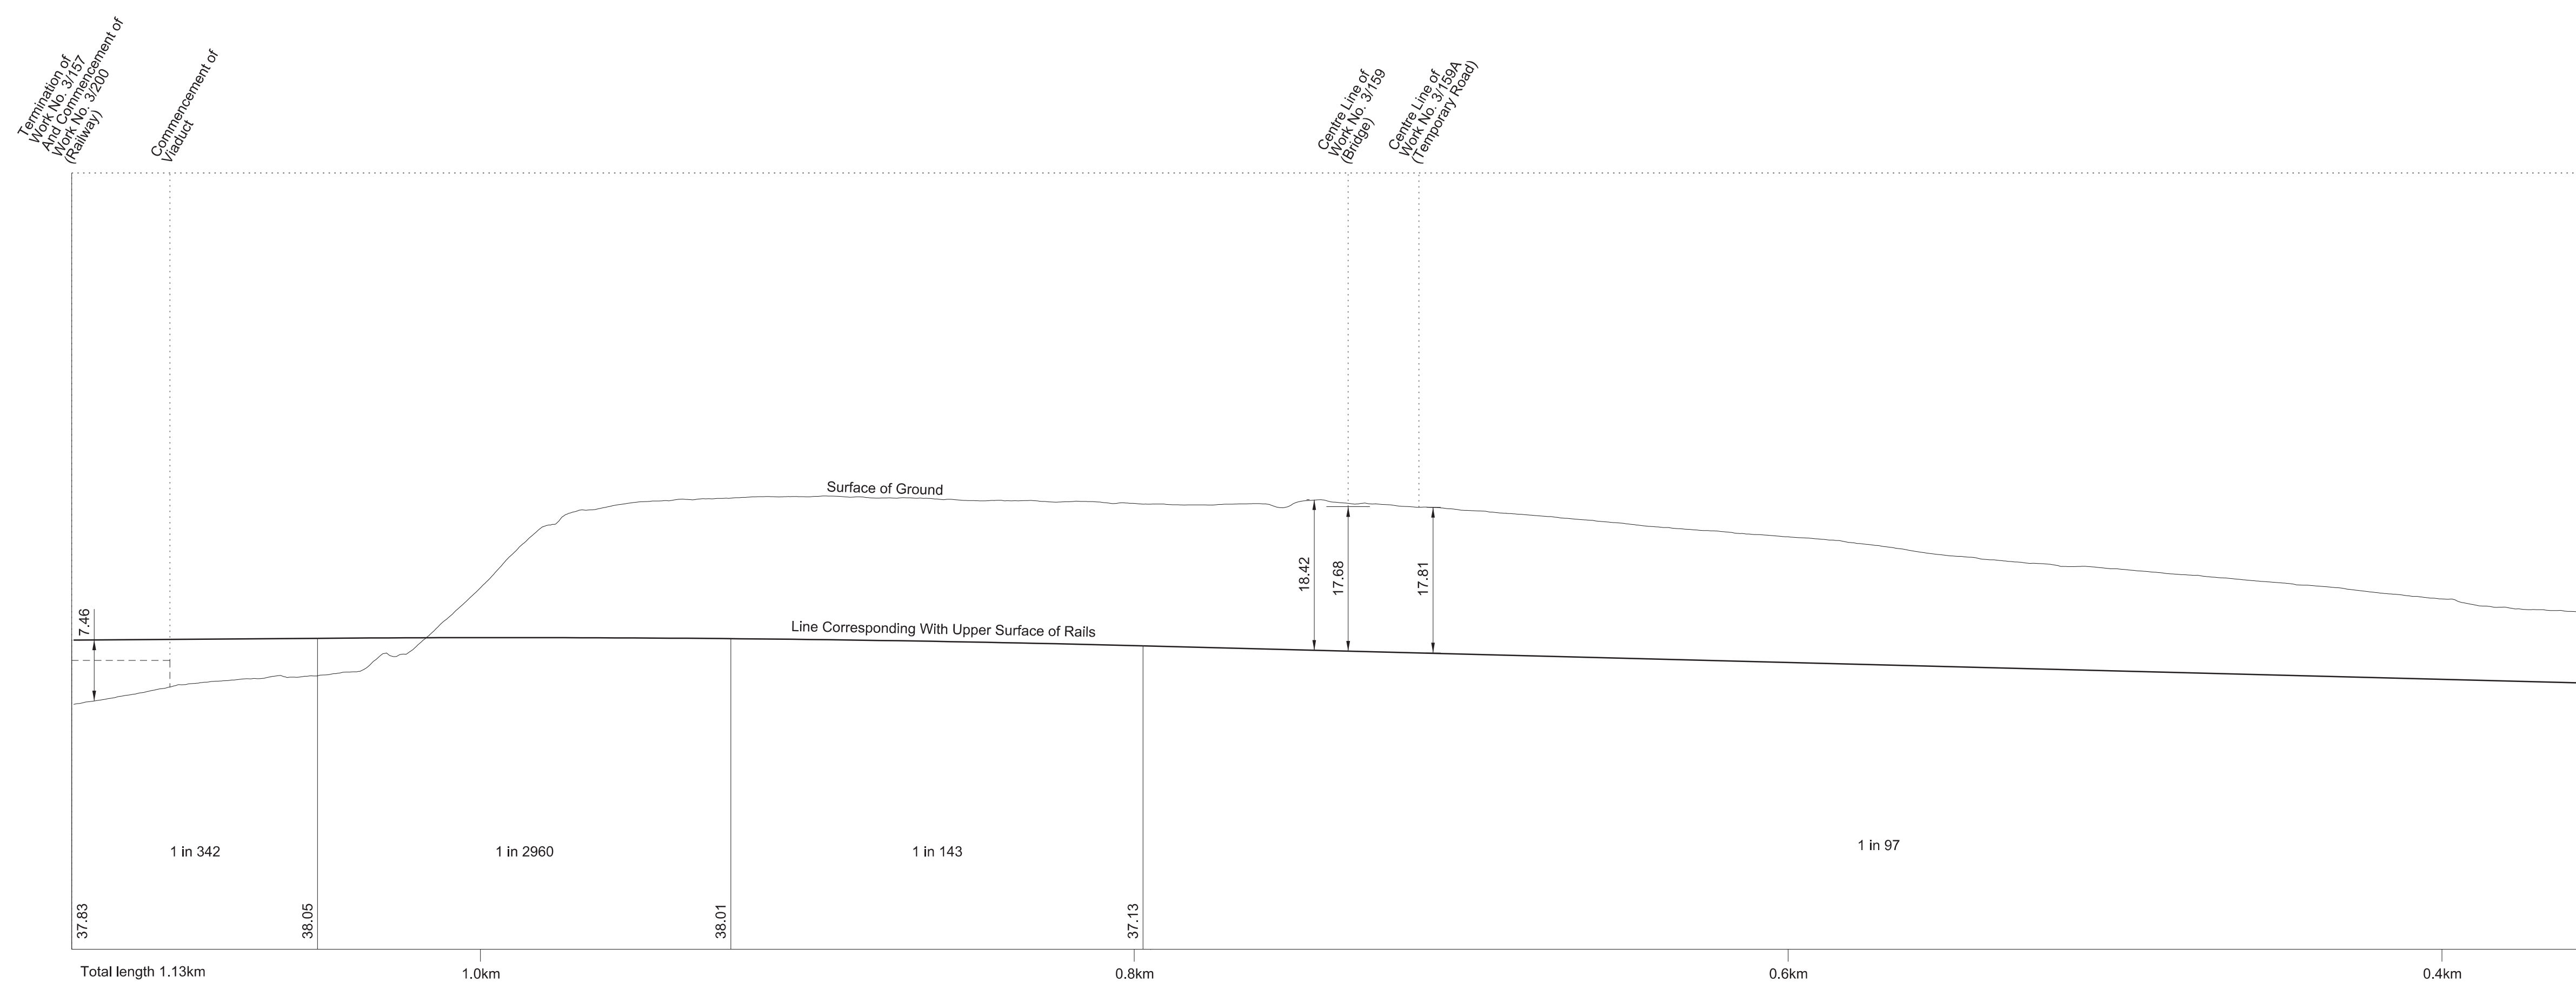 Termination of
Work No. 3/157
And Commencement of
Work No. 3/200
(Railway)
Commencement of
Viaduct
Centre Line of
Work No. 3/159
(Bridge)
Centre Line of
Work No. 3/159A
(Temporary Road)
Surface of Ground
18.42
17.68
17.81
7.46
Line Corresponding With Upper Surface of Rails
1 in 342
1 in 2960
1 in 143
1 in 97
37.83
38.05
38.01
37.13
Total length 1.13km
1.0km
0.8km
0.6km
0.4km